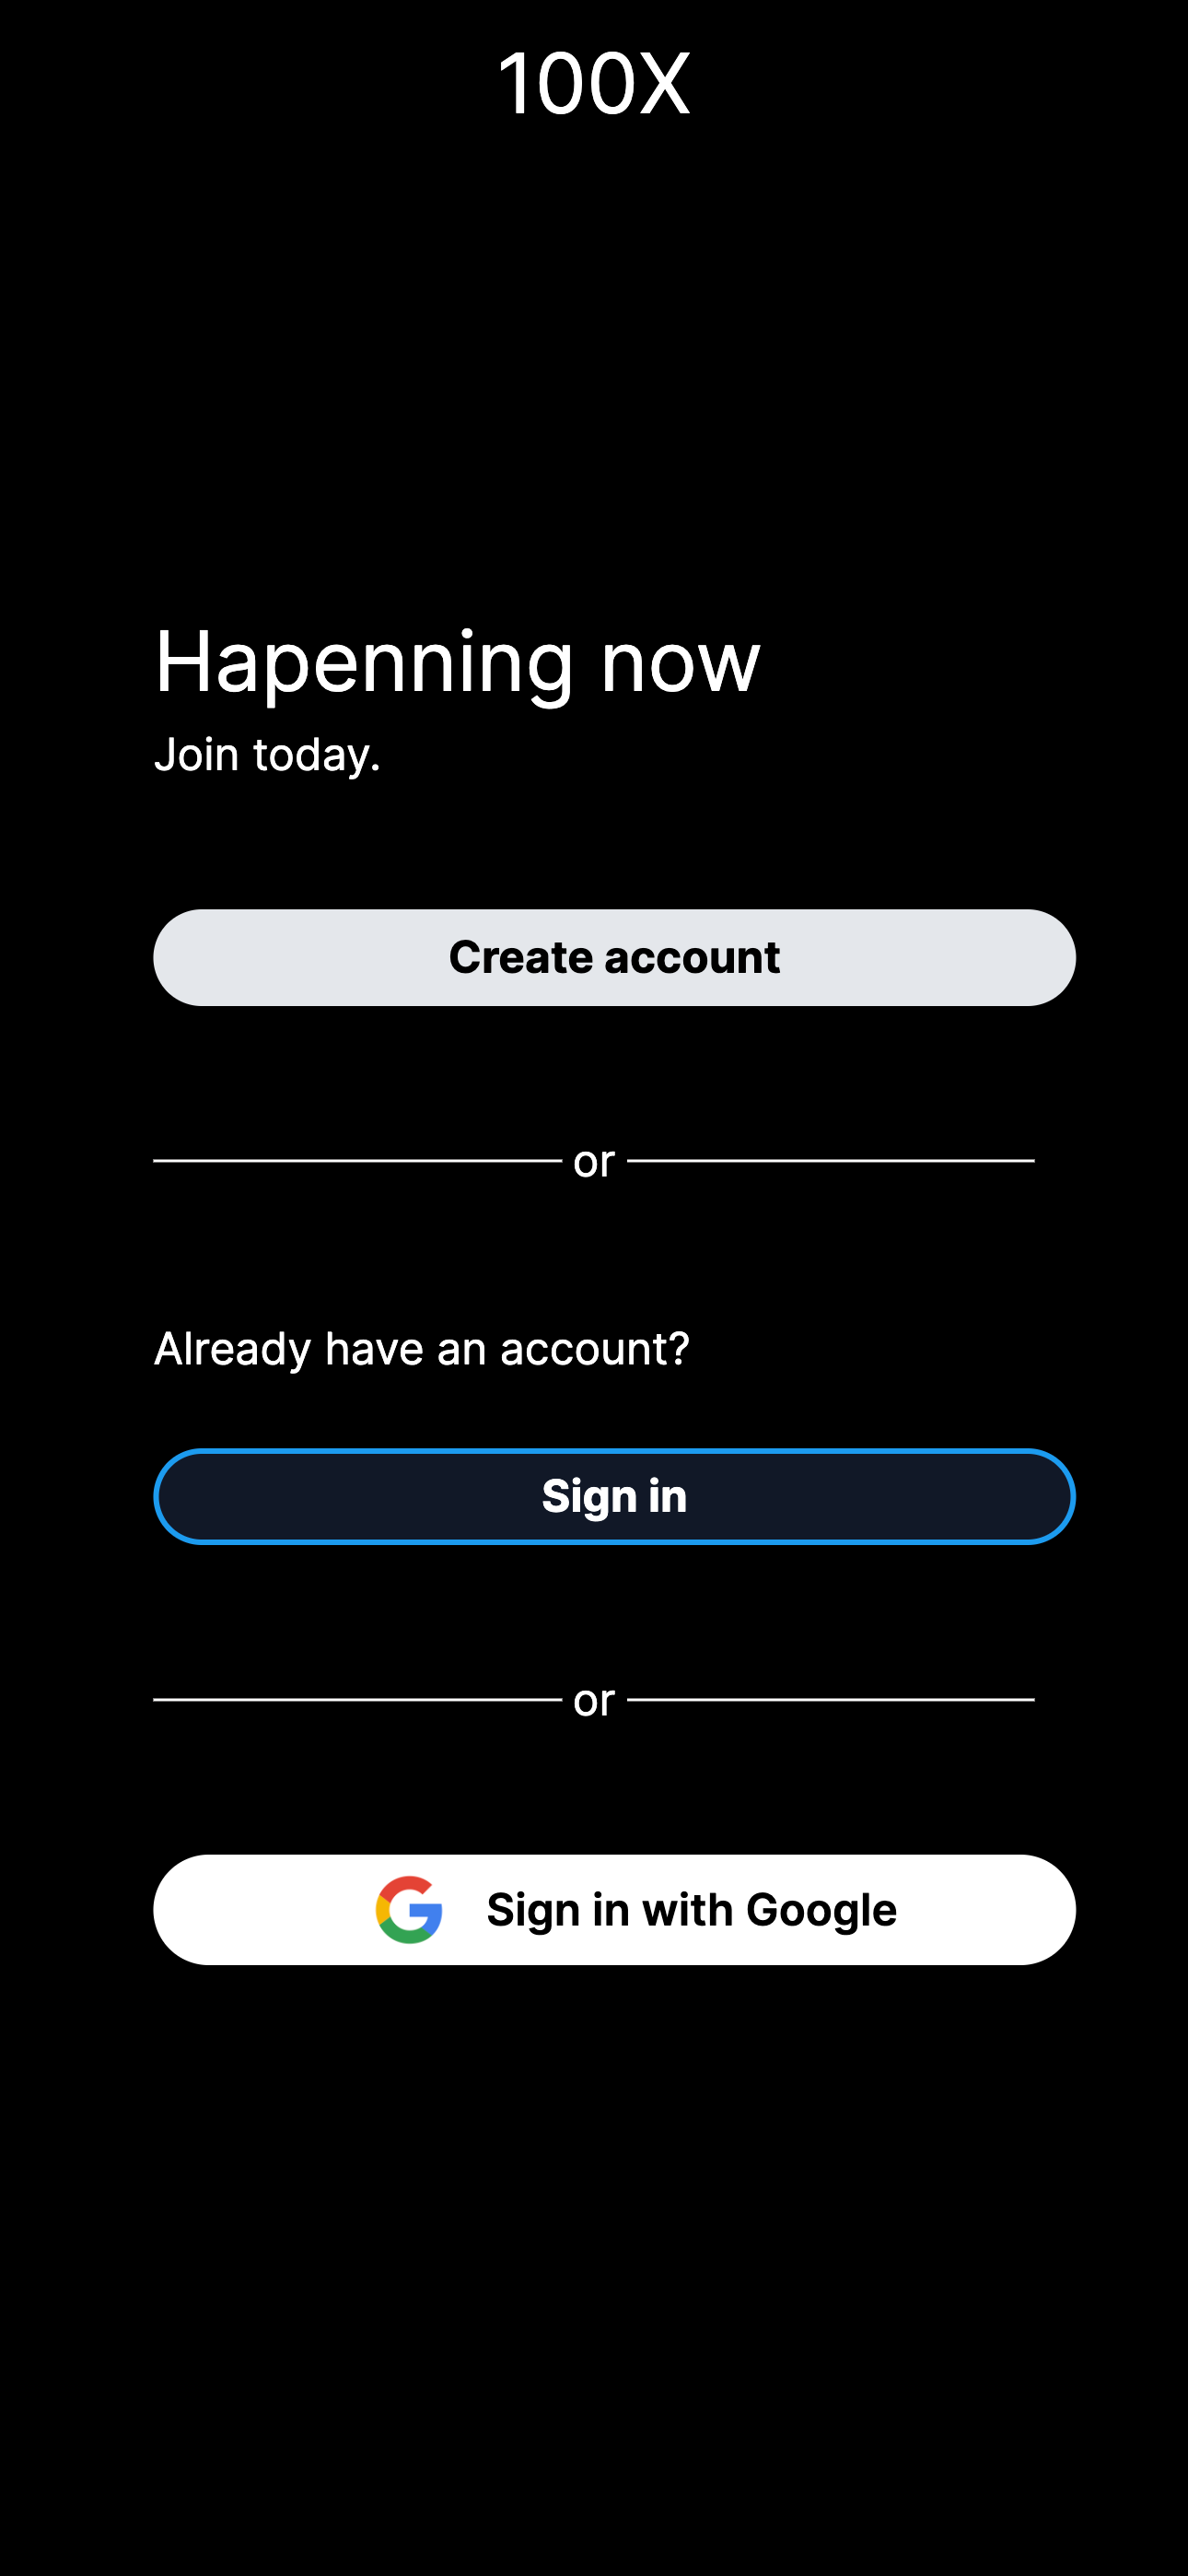 100X
Hapenning now
Join today.
Create account
or
Already have an account?
Sign in
or
Sign in with Google